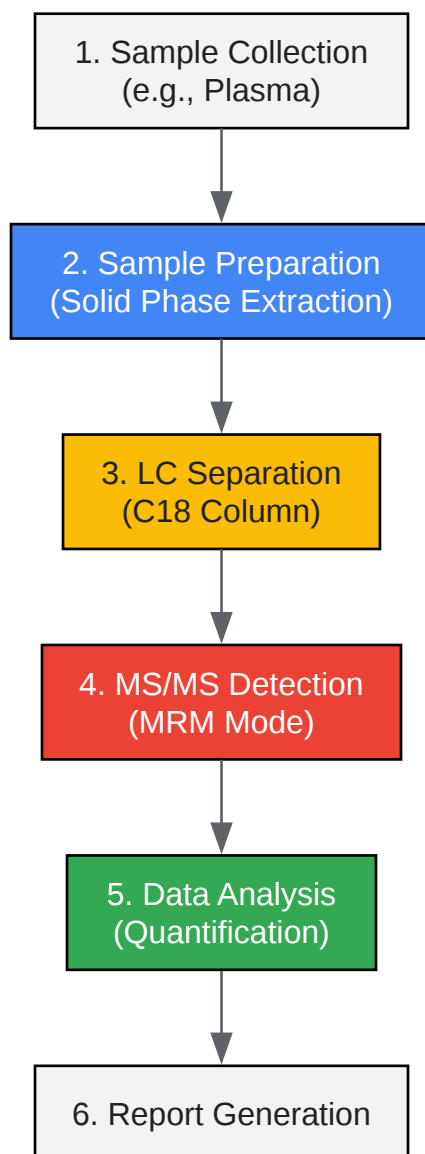 1. Sample Collection
(e.g., Plasma)
2. Sample Preparation
(Solid Phase Extraction)
3. LC Separation
(C18 Column)
4. MS/MS Detection
(MRM Mode)
5. Data Analysis
(Quantification)
6. Report Generation